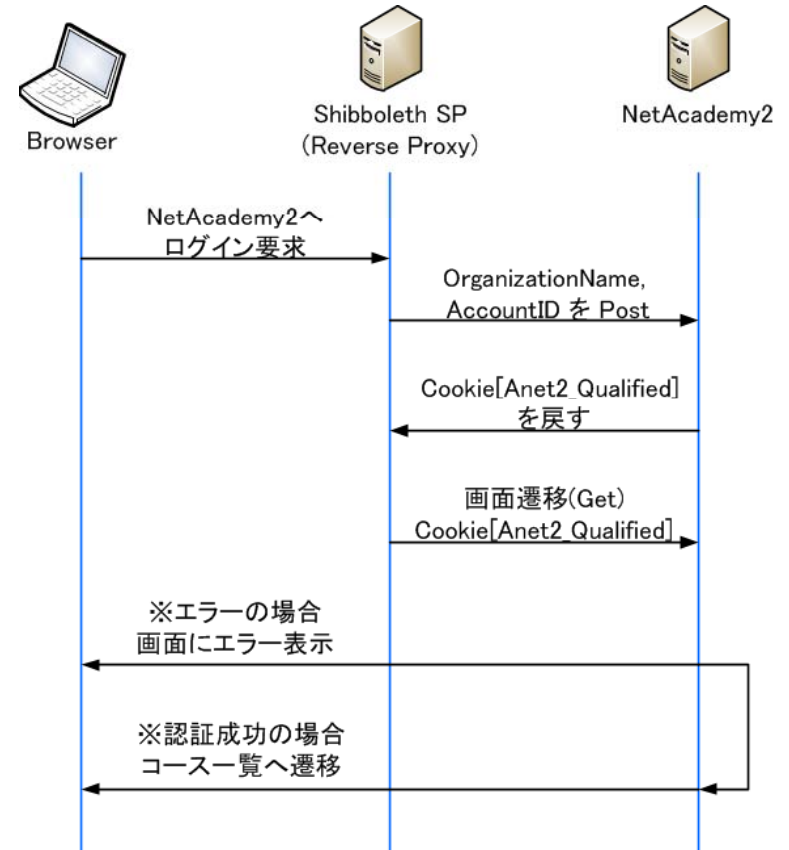 Browser
Shibboleth SP
(Reverse Proxy)
NetAcademy2
NetAcademy2へ
ログイン要求
OrganizationName,
AccountID を Post
Cookie[Anet2_Qualified]
を戻す
画面遷移(Get)
Cookie[Anet2_Qualified]
※エラーの場合
画面にエラー表示
※認証成功の場合
コース一覧へ遷移